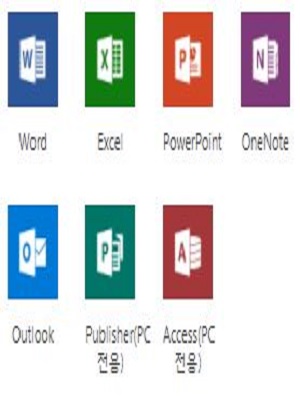 W
X
P
N
Word
Excel
PowerPoint
OneNote
O
P
A
Outlook
Publisher(PC
전용)
Access(PC
전용)